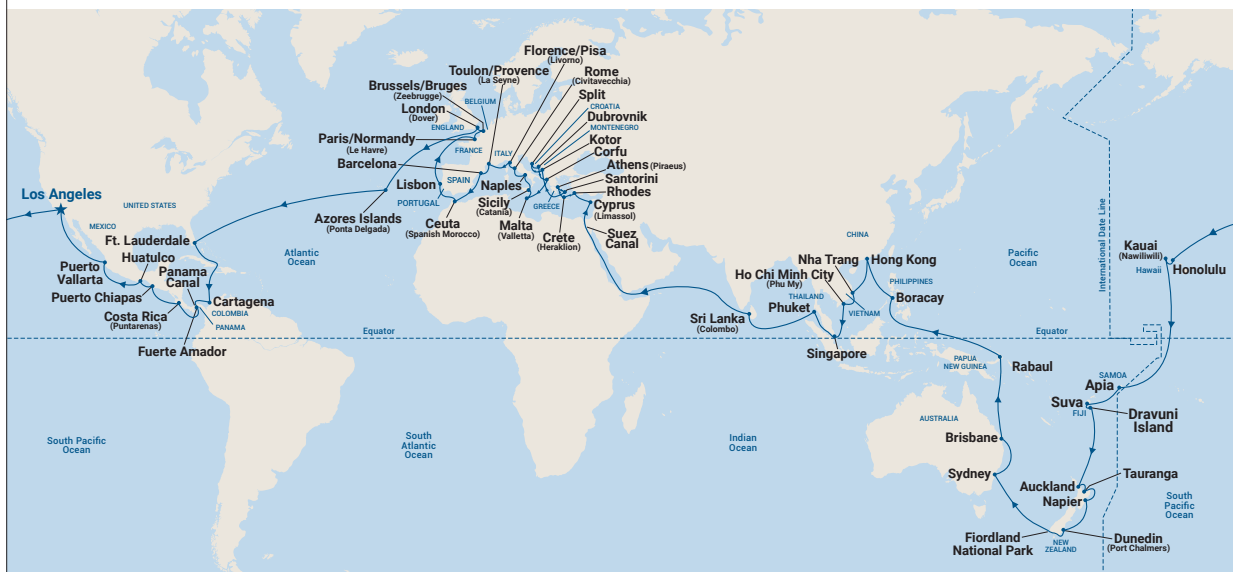 Florence/Pisa
(Livorno)
Toulon/Provence
(La Seyne)
Rome
(Civitavecchia)
Brussels/Bruges
(Zeebrugge)
Split
BELGIUM
CROATIA
London
(Dover)
Dubrovnik
ENGLAND
MONTENEGRO
Paris/Normandy
(Le Havre)
Kotor
FRANCE
ITALY
Corfu
Barcelona
Athens (Piraeus)
SPAIN
Santorini
Lisbon
Naples
Rhodes
Los Angeles
PORTUGAL
Sicily
(Catania)
GREECE
Cyprus
(Limassol)
UNITED STATES
Azores Islands
(Ponta Delgada)
Ceuta
(Spanish Morocco)
Malta
(Valletta)
Crete
(Heraklion)
Suez
Canal
MEXICO
Ft. Lauderdale
Huatulco
Atlantic
Ocean
CHINA
Pacific
Ocean
International Date Line
Kauai
(Nawiliwili)
Hawaii
Honolulu
Puerto
Vallarta
Panama
Canal
Nha Trang
Hong Kong
Ho Chi Minh City
(Phu My)
PHILIPPINES
Puerto Chiapas
Cartagena
COLOMBIA
THAILAND
Boracay
Costa Rica
(Puntarenas)
PANAMA
Sri Lanka
(Colombo)
Phuket
VIETNAM
Equator
Equator
Fuerte Amador
Singapore
PAPUA
NEW GUINEA
Rabaul
SAMOA
Apia
Suva
FIJI
Dravuni
Island
AUSTRALIA
South Pacific
Ocean
South
Atlantic
Ocean
Indian
Ocean
Brisbane
Sydney
Tauranga
Auckland
Napier
South
Pacific
Ocean
Fiordland
National Park
NEW
ZEALAND
Dunedin
(Port Chalmers)